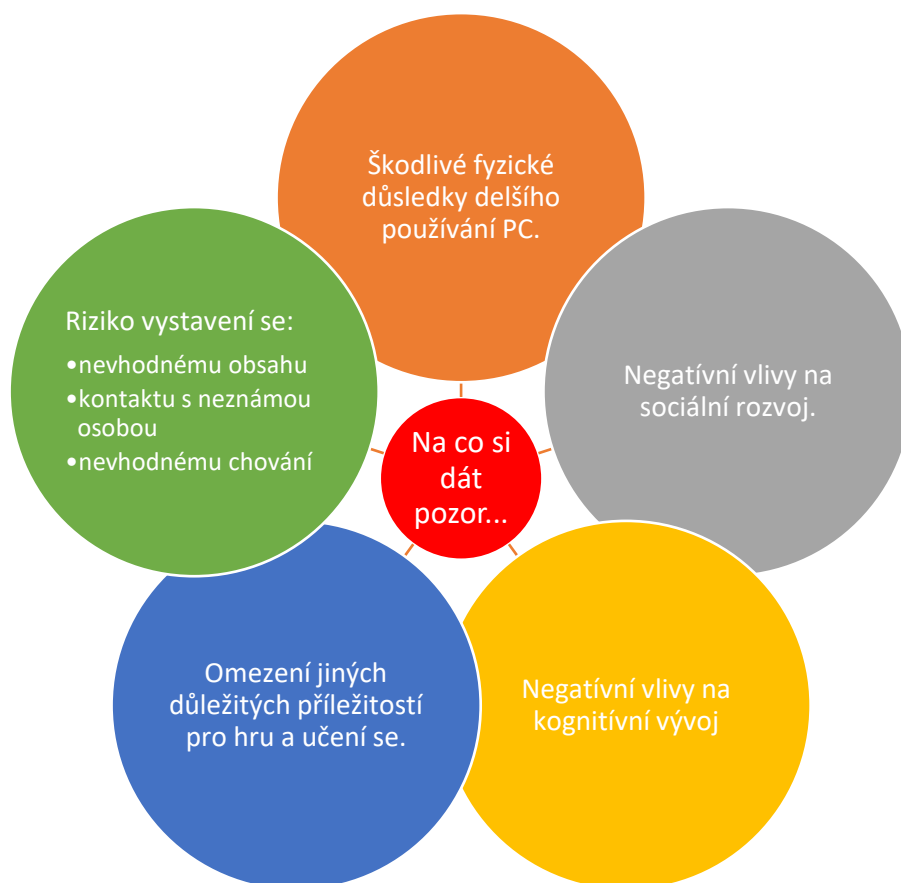 Škodlivé fyzické
důsledky delšího
používání PC.
Negatívní vlivy na
sociální rozvoj.
Negatívní vlivy na
kognitívní vývoj
Omezení jiných
důležitých příležitostí
pro hru a učení se.
Riziko vystavení se:
•nevhodnému obsahu
•kontaktu s neznámou
osobou
•nevhodnému chování
Na co si
dát
pozor...